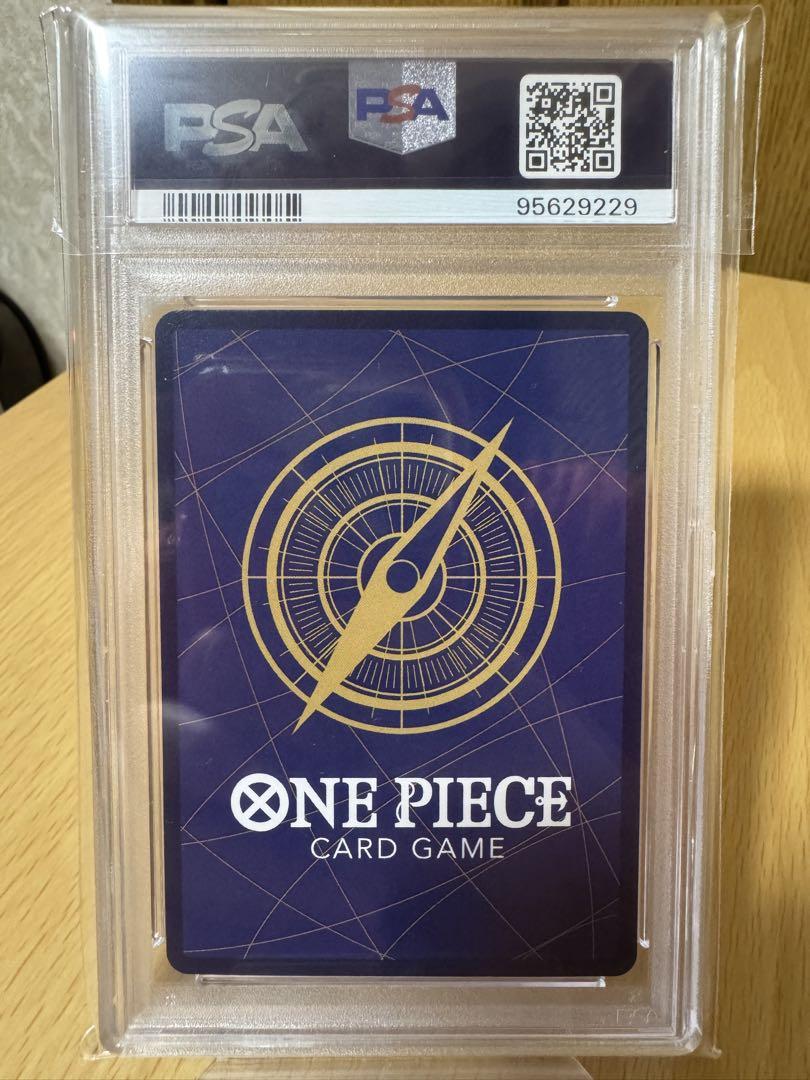 PSA
PSA
95629229
ONE PIECE
CARD GAME